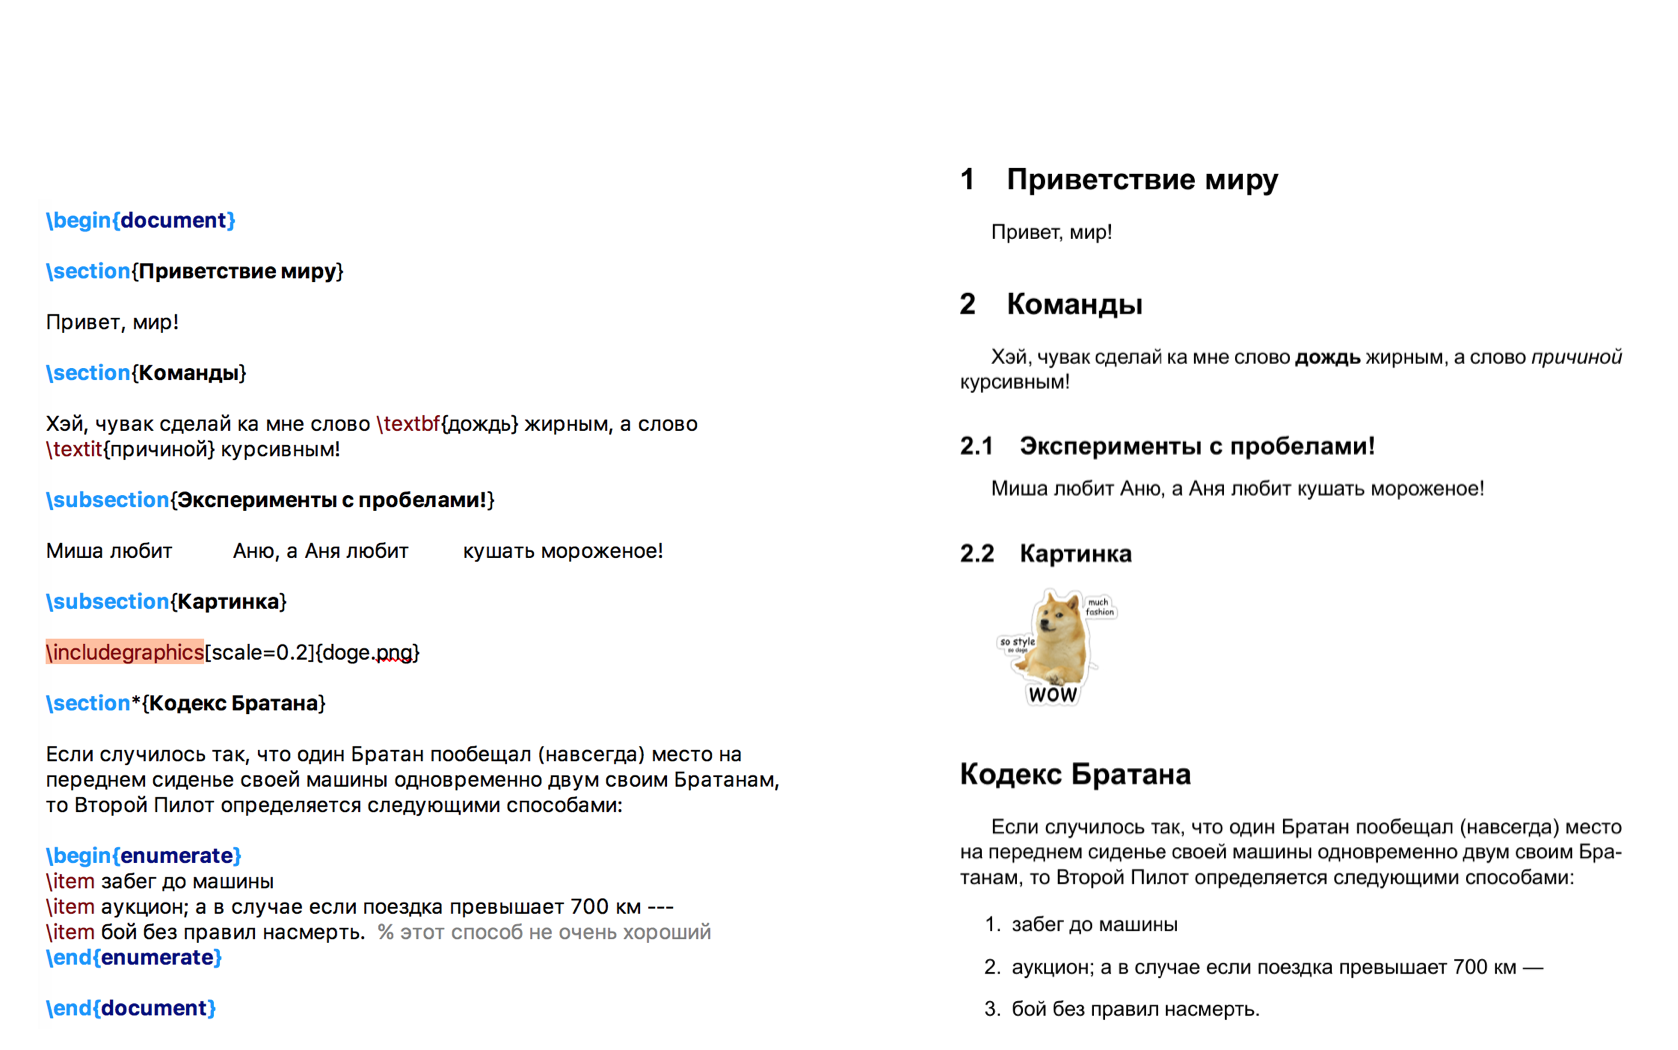 \begin{document}
\section{Приветствие миру}
Привет, мир!
\section{Команды}
Хэй, чувак сделай ка мне слово \textbf{дождь} жирным, а слово
\textit{причиной} курсивным!
\subsection{Эксперименты с пробелами!}
Миша любит Аню, а Аня любит кушать мороженое!
\subsection{Картинка}
\includegraphics[scale=0.2]{doge.png}
\section*{Кодекс Братана}
Если случилось так, что один Братан пообещал (навсегда) место на
переднем сиденье своей машины одновременно двум своим Братанам,
то Второй Пилот определяется следующими способами:
\begin{enumerate}
\item забег до машины
\item аукцион; а в случае если поездка превышает 700 км ---
\item бой без правил насмерть. % этот способ не очень хороший
\end{enumerate}
\end{document}
1 Приветствие миру
Привет, мир!
2 Команды
Хэй, чувак сделай ка мне слово дождь жирным, а слово причиной
курсивным!
2.1 Эксперименты с пробелами!
Миша любит Аню, а Аня любит кушать мороженое!
2.2 Картинка
much
fashion
so style
so doge
WOW
Кодекс Братана
Если случилось так, что один Братан пообещал (навсегда) место
на переднем сиденье своей машины одновременно двум своим Бра-
танам, то Второй Пилот определяется следующими способами:
1. забег до машины
2. аукцион; а в случае если поездка превышает 700 км —
3. бой без правил насмерть.